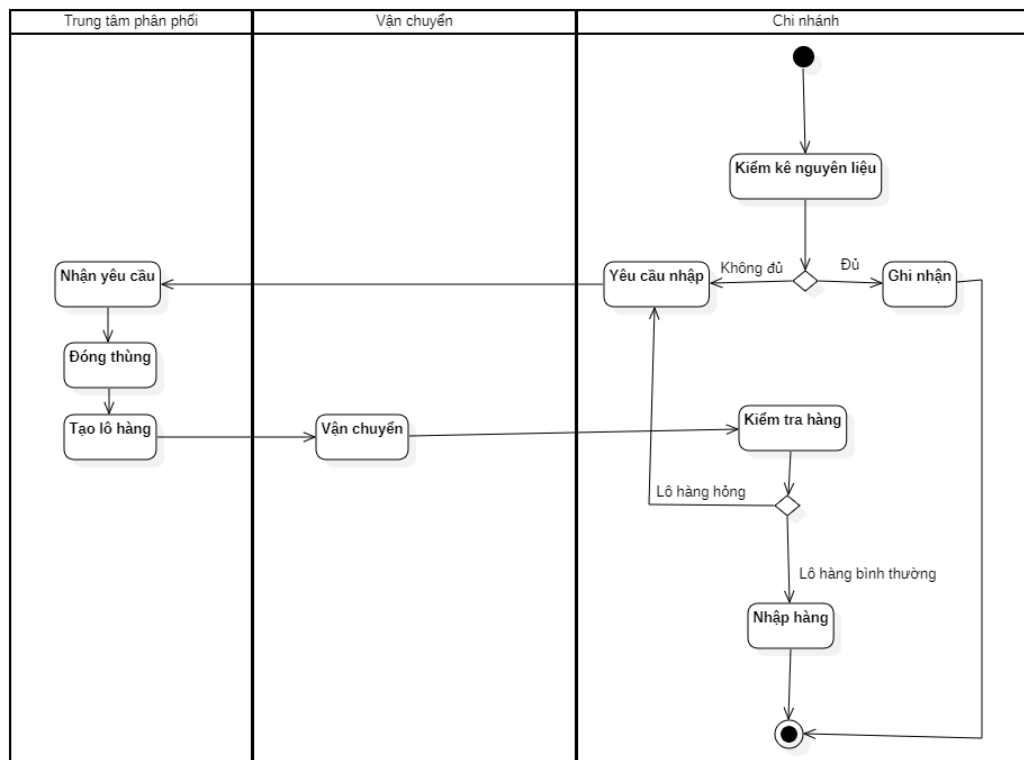 Trung tâm phân phối
Vận chuyển
Chi nhánh
Kiểm kê nguyên liệu
Nhận yêu cầu
Yêu cầu nhập
Không đủ
Đủ
Ghi nhận
Đóng thùng
Tạo lô hàng
Vận chuyển
Kiểm tra hàng
Lô hàng hỏng
Lô hàng bình thường
Nhập hàng